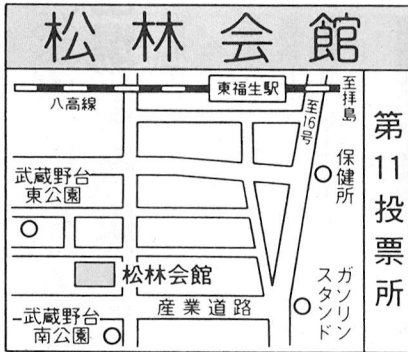 松林会館
第11投票所
東福生駅
八高線
至拝島
至16号
保健所
武蔵野台
東公園
松林会館
産業道路
ガソリン
スタンド
武蔵野台
南公園